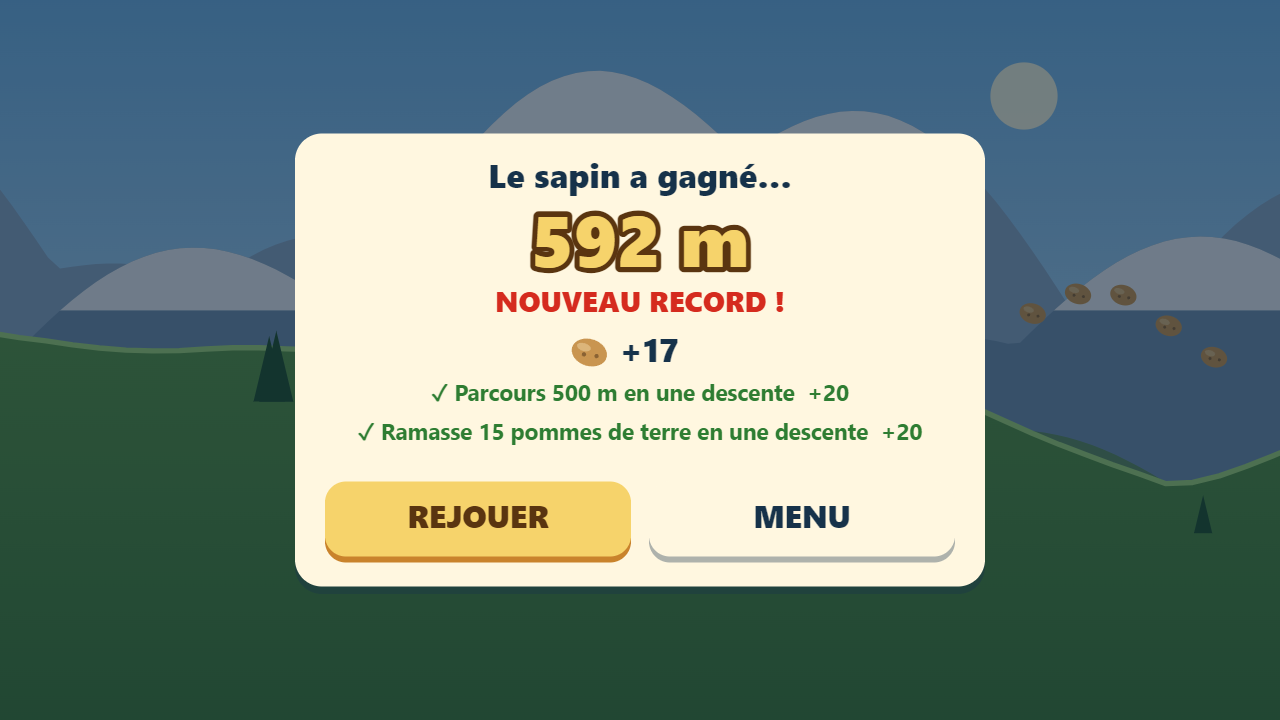 Le sapin a gagné...
592 m
NOUVEAU RECORD !
+17
✓ Parcours 500 m en une descente +20
✓ Ramasse 15 pommes de terre en une descente +20
REJOUER
MENU